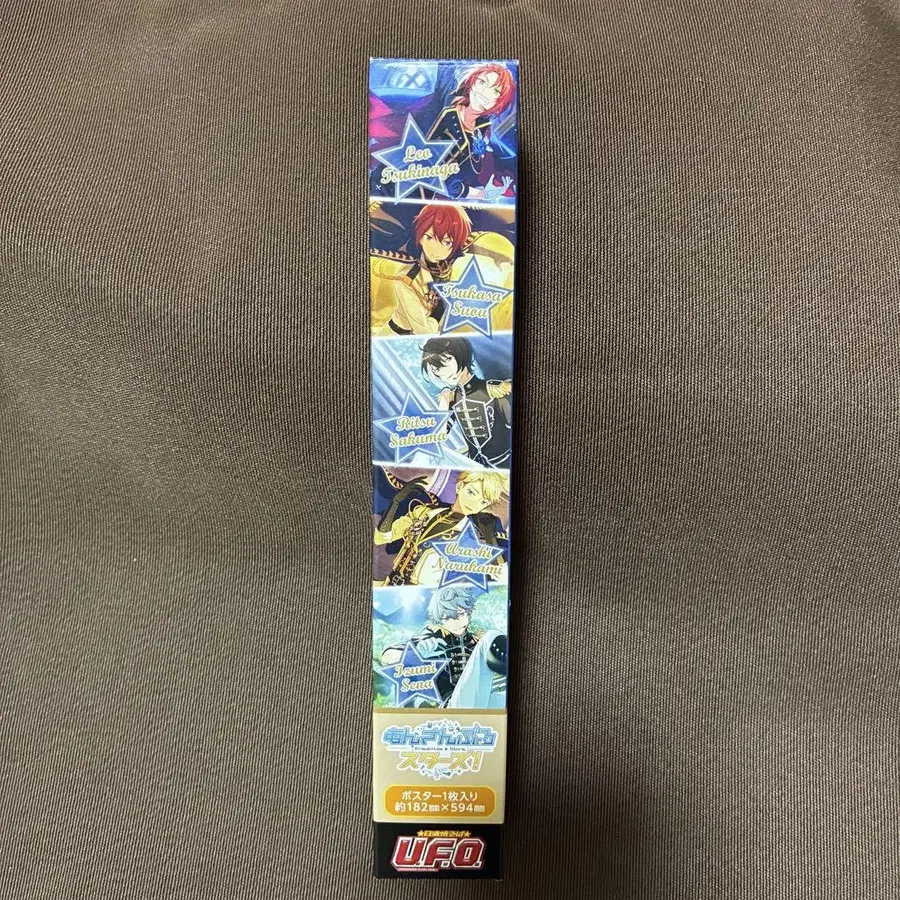 Leo
Tsukinaga
Tsukasa
Suou
Ritsu
Sakuma
Arashi
Narukami
Izumi
Sena
あんさんぶる
Ensemble Stars
スターズ!
ポスター1枚入り
約182mm×594mm
★日清焼そば★
U.F.O.